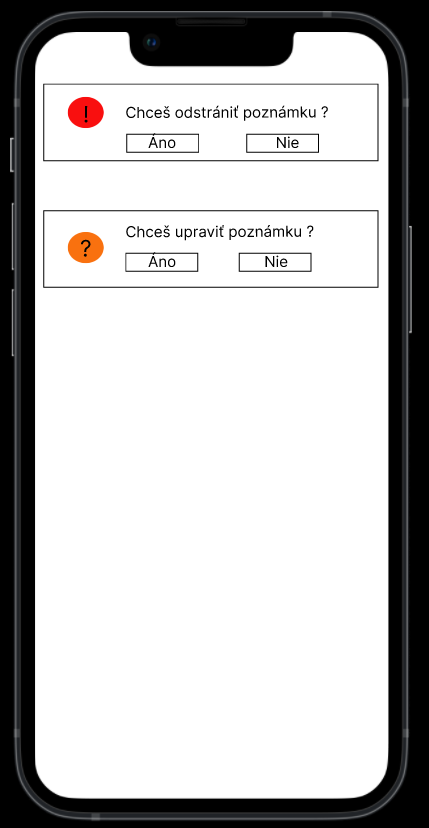 !
Chceš odstrániť poznámku ?
Áno Nie
?
Chceš upraviť poznámku ?
Áno Nie